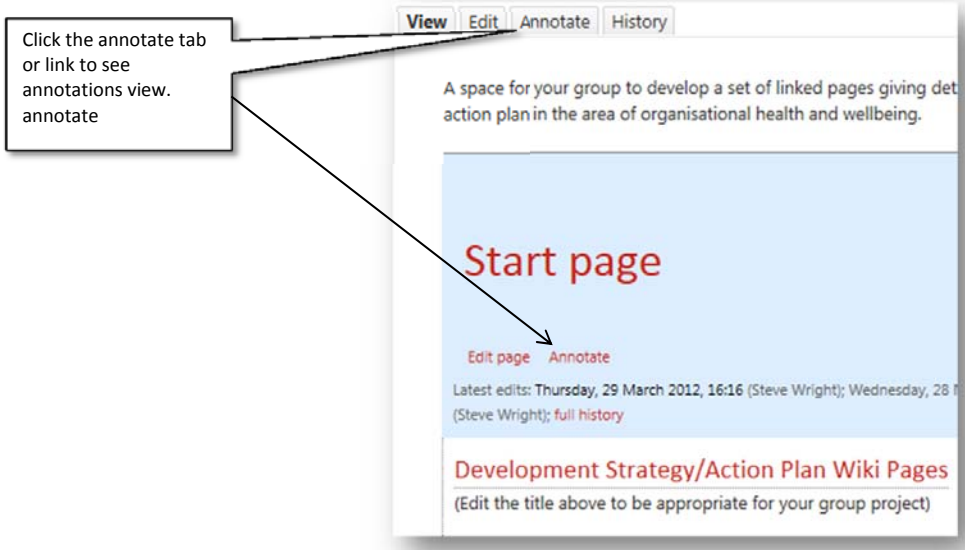 Click the annotate tab
or link to see
annotations view.
annotate
View Edit Annotate History
A space for your group to develop a set of linked pages giving det
action plan in the area of organisational health and wellbeing.
Start page
Edit page Annotate
Latest edits: Thursday, 29 March 2012, 16:16 (Steve Wright); Wednesday, 28
(Steve Wright); full history
Development Strategy/Action Plan Wiki Pages
(Edit the title above to be appropriate for your group project)